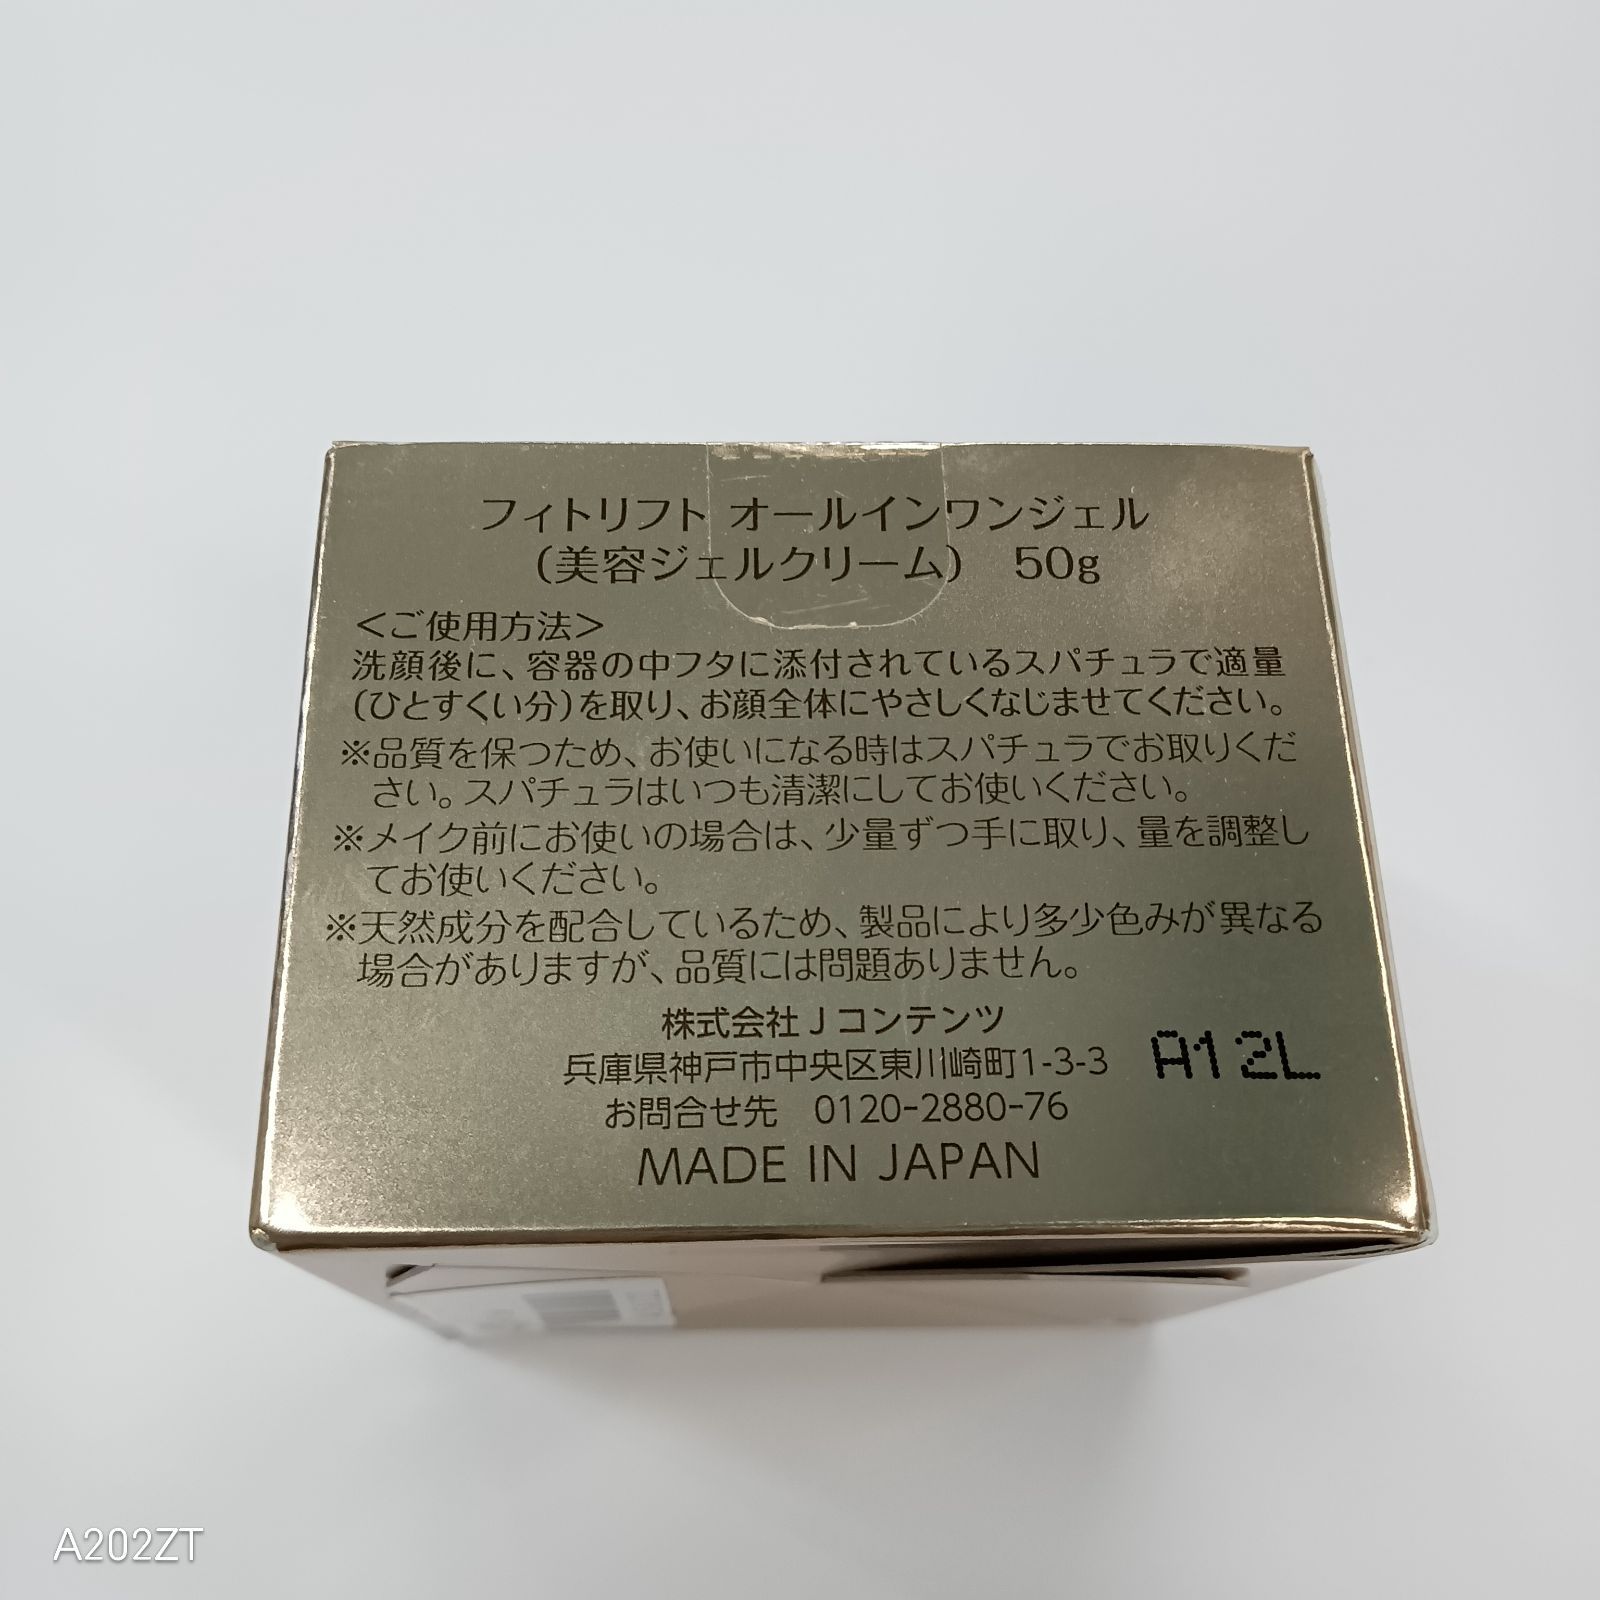 フィトリフト オールインワンジェル
(美容ジェルクリーム) 50g
<ご使用方法>
洗顔後に、容器の中フタに添付されているスパチュラで適量
(ひとすくい分)を取り、お顔全体にやさしくなじませてください。
※品質を保つため、お使いになる時はスパチュラでお取りくだ
さい。スパチュラはいつも清潔にしてお使いください。
※メイク前にお使いの場合は、少量ずつ手に取り、量を調整し
てお使いください。
※天然成分を配合しているため、製品により多少色みが異なる
場合がありますが、品質には問題ありません。
株式会社Jコンテンツ
兵庫県神戸市中央区東川崎町1-3-3
A12L
お問合せ先 0120-2880-76
MADE IN JAPAN
A202ZT